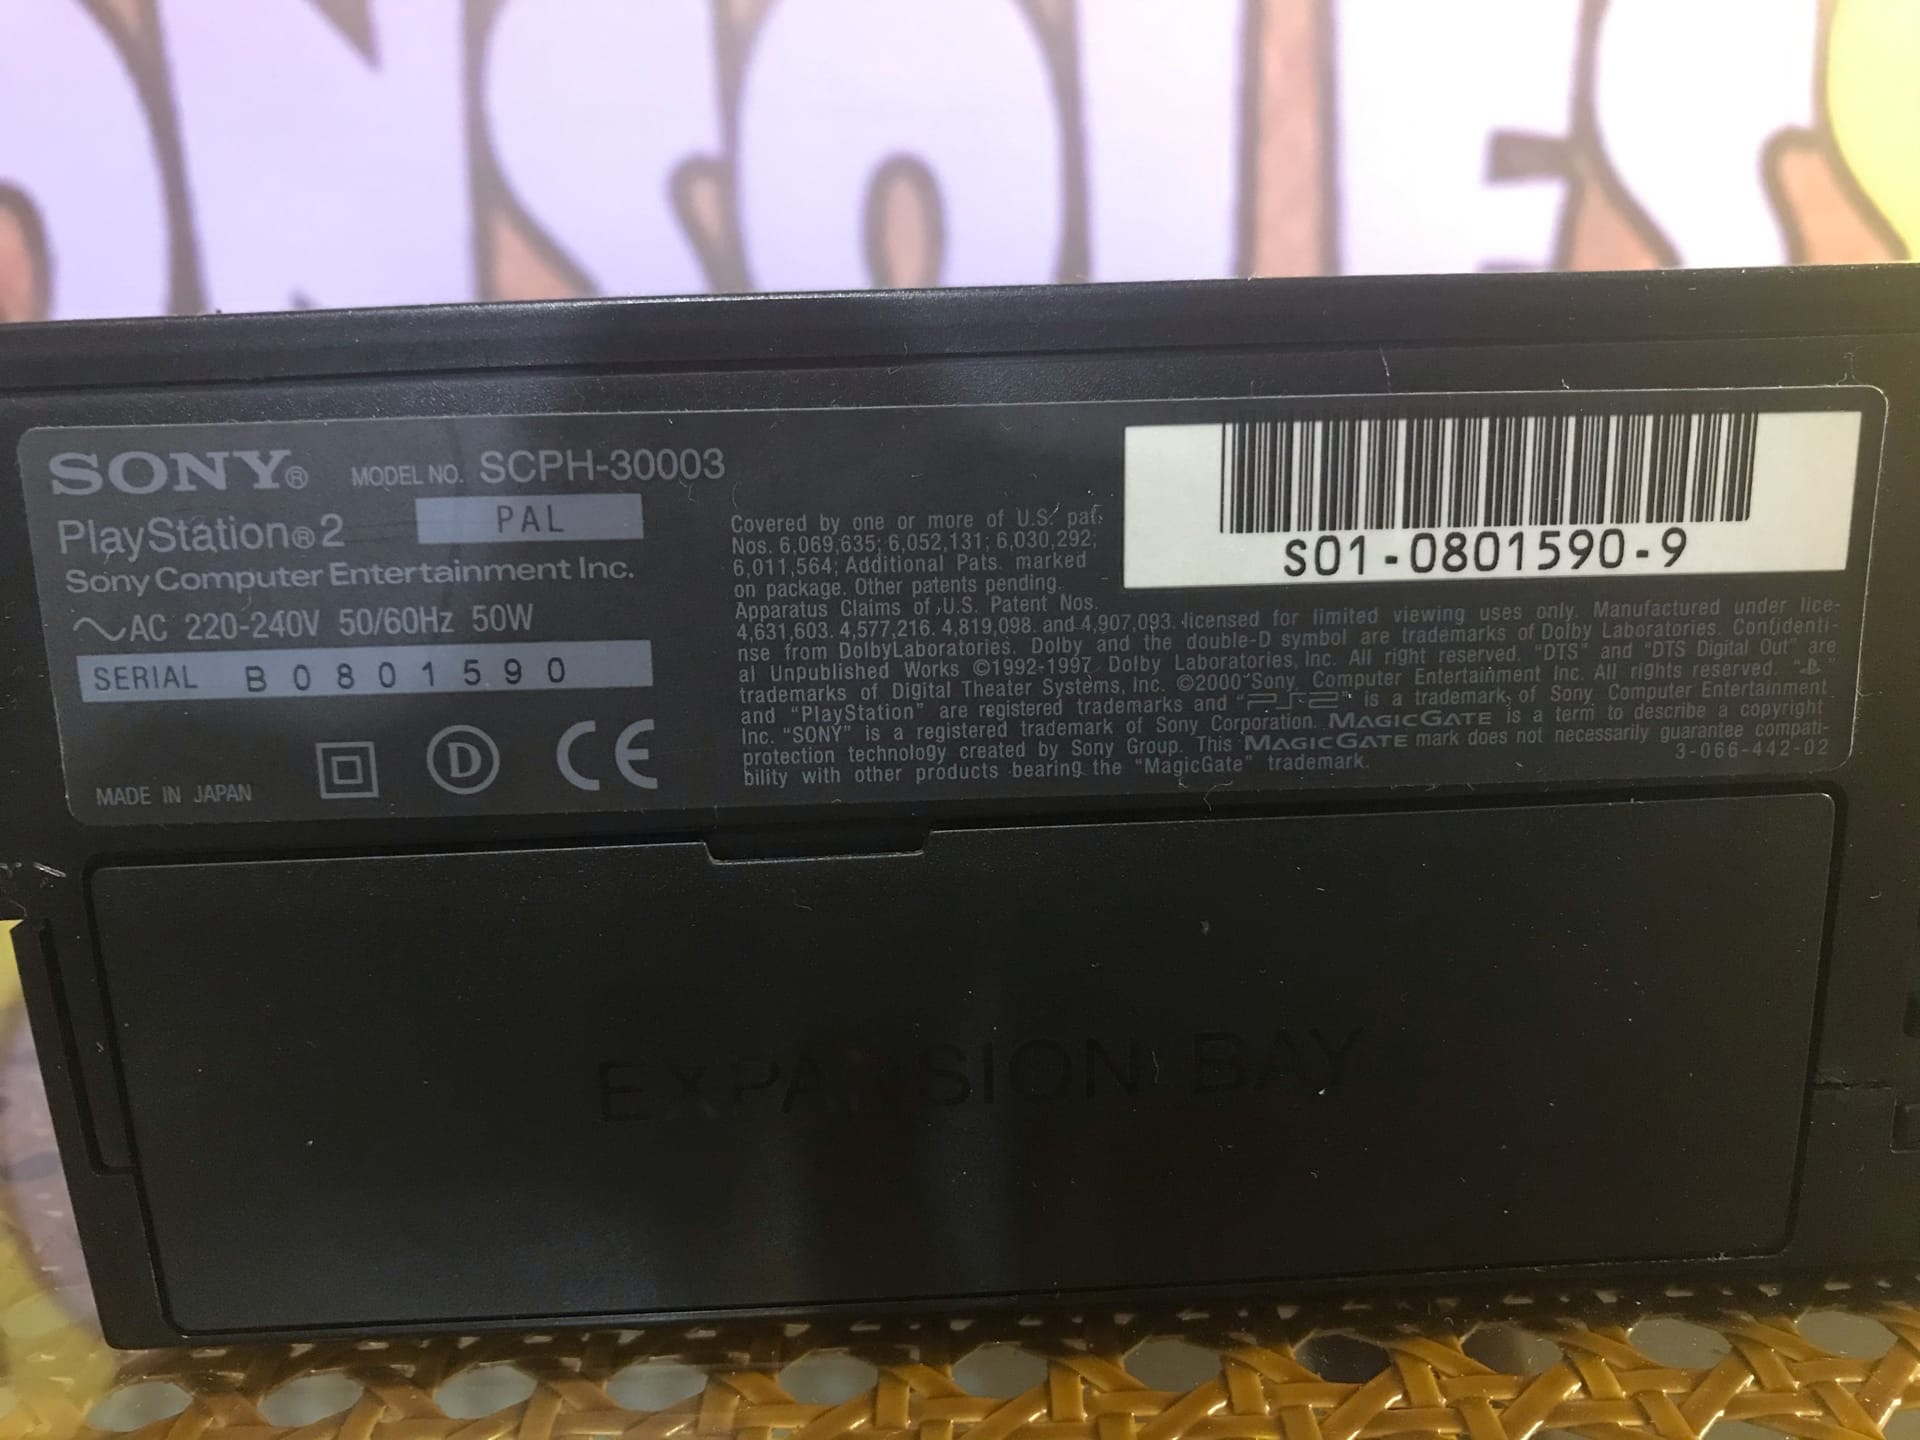 ONSOLES
SONY® MODEL NO. SCPH-30003
PlayStation®2 PAL
Sony Computer Entertainment Inc.
AC 220-240V 50/60Hz 50W
SERIAL B0801590
MADE IN JAPAN
D CE
Covered by one or more of U.S. pat.
Nos. 6,069,635; 6,052,131; 6,030,292;
6,011,564; Additional Pats. marked
on package. Other patents pending.
Apparatus Claims of U.S. Patent Nos.
4,631,603. 4,577,216. 4,819,098. and 4,907,093. licensed for limited viewing uses only. Manufactured under lice-
nse from DolbyLaboratories. Dolby and the double-D symbol are trademarks of Dolby Laboratories. Confidenti-
al Unpublished Works ©1992-1997 Dolby Laboratories, Inc. All right reserved. "DTS" and "DTS Digital Out" are
trademarks of Digital Theater Systems, Inc. ©2000 Sony Computer Entertainment Inc. All rights reserved. " "
and "PlayStation" are registered trademarks and "PS2" is a trademark of Sony Computer Entertainment
Inc. "SONY" is a registered trademark of Sony Corporation. MAGICGATE is a term to describe a copyright
protection technology created by Sony Group. This MAGICGATE mark does not necessarily guarantee compati-
bility with other products bearing the "MagicGate" trademark.
3-066-442-02
S01-0801590-9
EXPANSION BAY